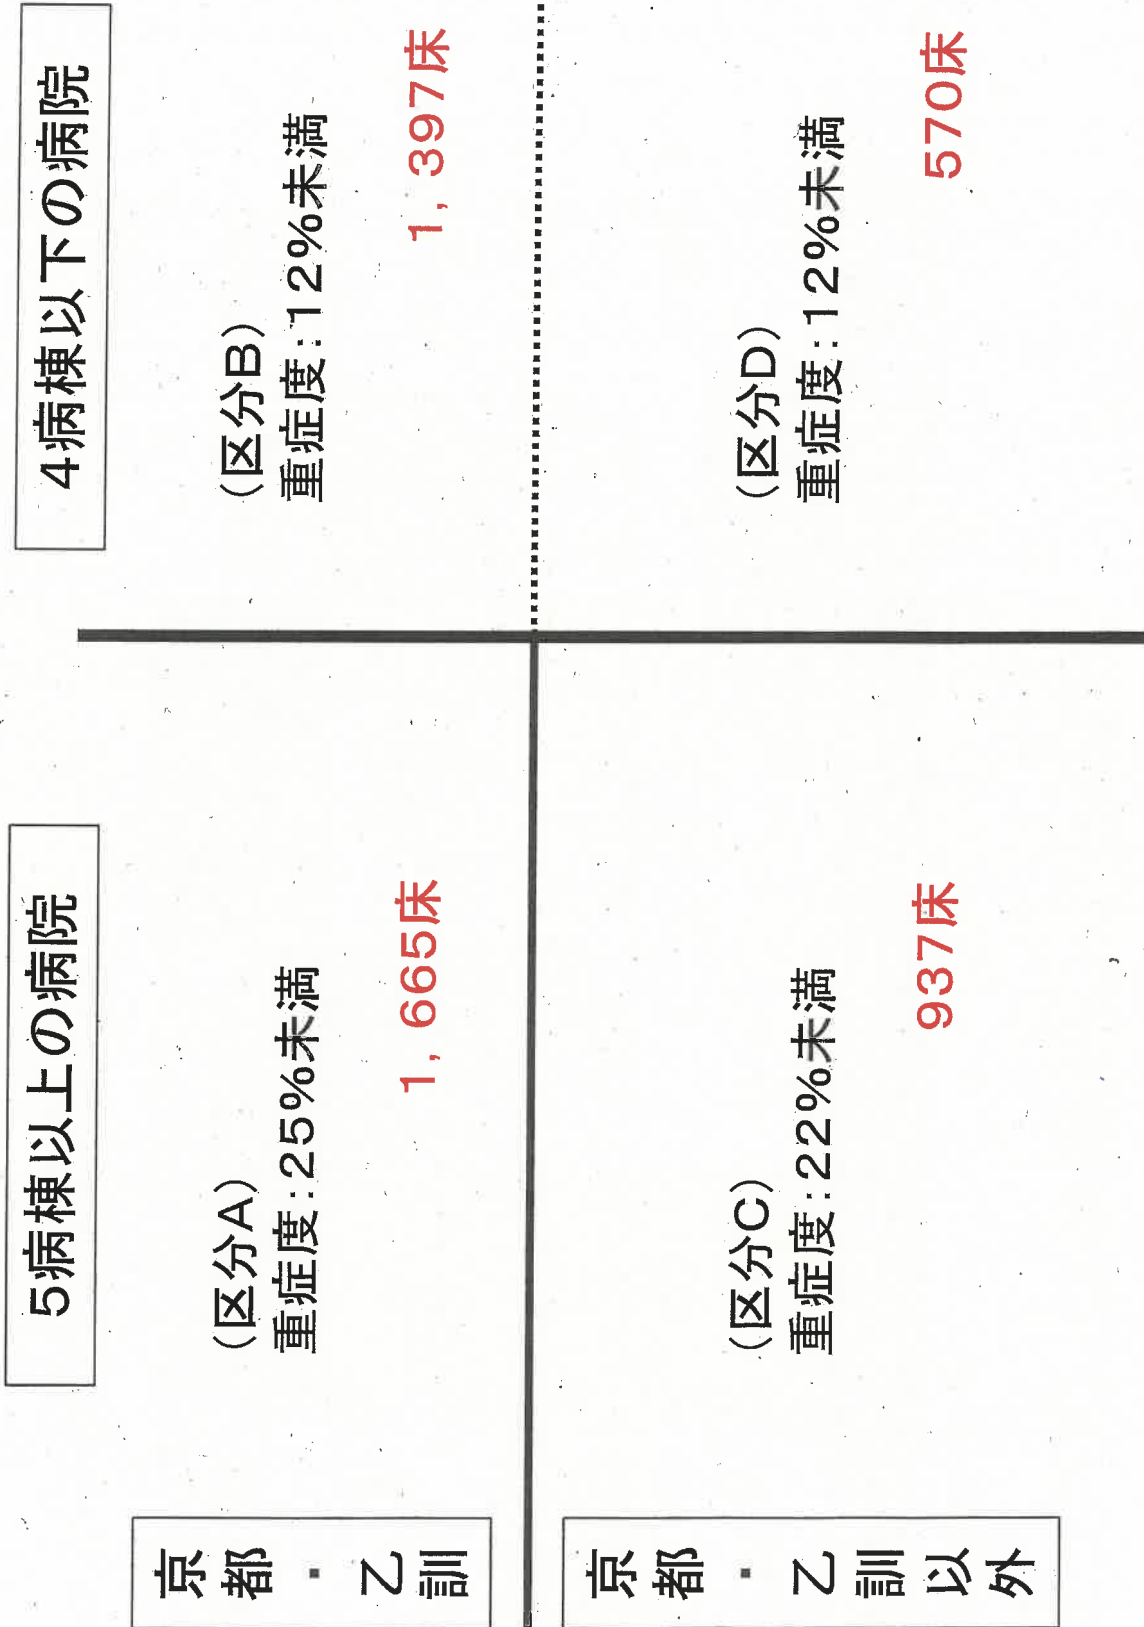 5病棟以上の病院
4病棟以下の病院
京都・乙訓
(区分A)
重症度:25%未満
1,665床
(区分B)
重症度:12%未満
1,397床
京都・乙訓以外
(区分C)
重症度:22%未満
937床
(区分D)
重症度:12%未満
570床